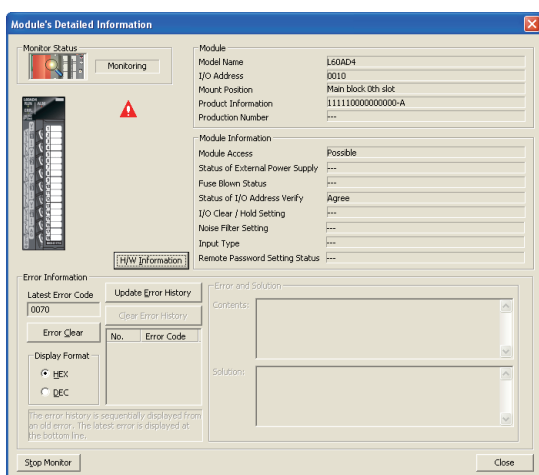 Module's Detailed Information
Monitor Status
Monitoring
H/W Information
Module
Model Name L60AD4
I/O Address 0010
Mount Position Main block 0th slot
Product Information 111110000000000-A
Production Number ---
Module Information
Module Access Possible
Status of External Power Supply ---
Fuse Blown Status ---
Status of I/O Address Verify Agree
I/O Clear / Hold Setting ---
Noise Filter Setting ---
Input Type ---
Remote Password Setting Status ---
Error Information
Latest Error Code
0070
Error Clear
Display Format
HEX
DEC
Update Error History
Clear Error History
No. Error Code
The error history is sequentially displayed from
an old error. The latest error is displayed at
the bottom line.
Error and Solution
Contents:
Solution:
Stop Monitor
Close